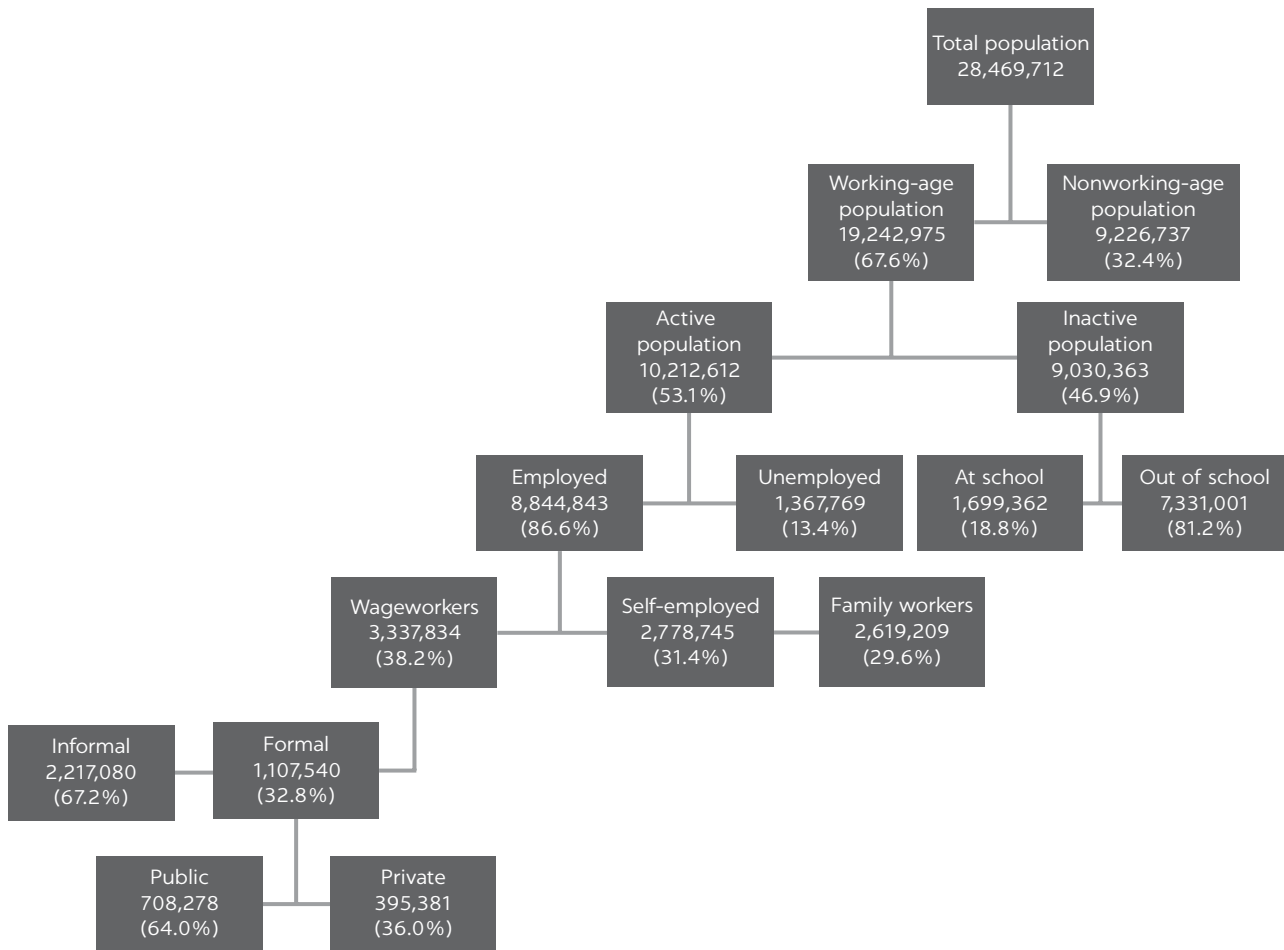 Total population
28,469,712
Working-age
population
19,242,975
(67.6%)
Nonworking-age
population
9,226,737
(32.4%)
Active
population
10,212,612
(53.1%)
Inactive
population
9,030,363
(46.9%)
Employed
8,844,843
(86.6%)
Unemployed
1,367,769
(13.4%)
At school
1,699,362
(18.8%)
Out of school
7,331,001
(81.2%)
Wageworkers
3,337,834
(38.2%)
Self-employed
2,778,745
(31.4%)
Family workers
2,619,209
(29.6%)
Informal
2,217,080
(67.2%)
Formal
1,107,540
(32.8%)
Public
708,278
(64.0%)
Private
395,381
(36.0%)